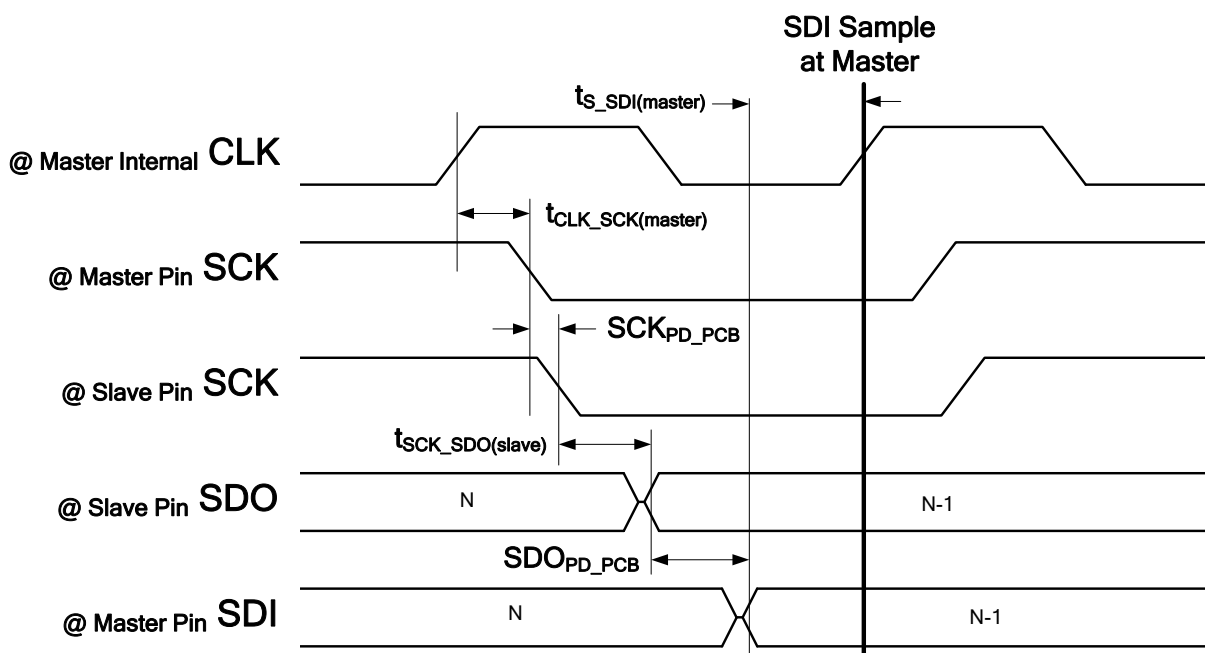 SDI Sample
at Master
tS_SDI(master)
@ Master Internal CLK
tCLK_SCK(master)
@ Master Pin SCK
SCKPD_PCB
@ Slave Pin SCK
tSCK_SDO(slave)
@ Slave Pin SDO
N
N-1
SDOPD_PCB
@ Master Pin SDI
N
N-1